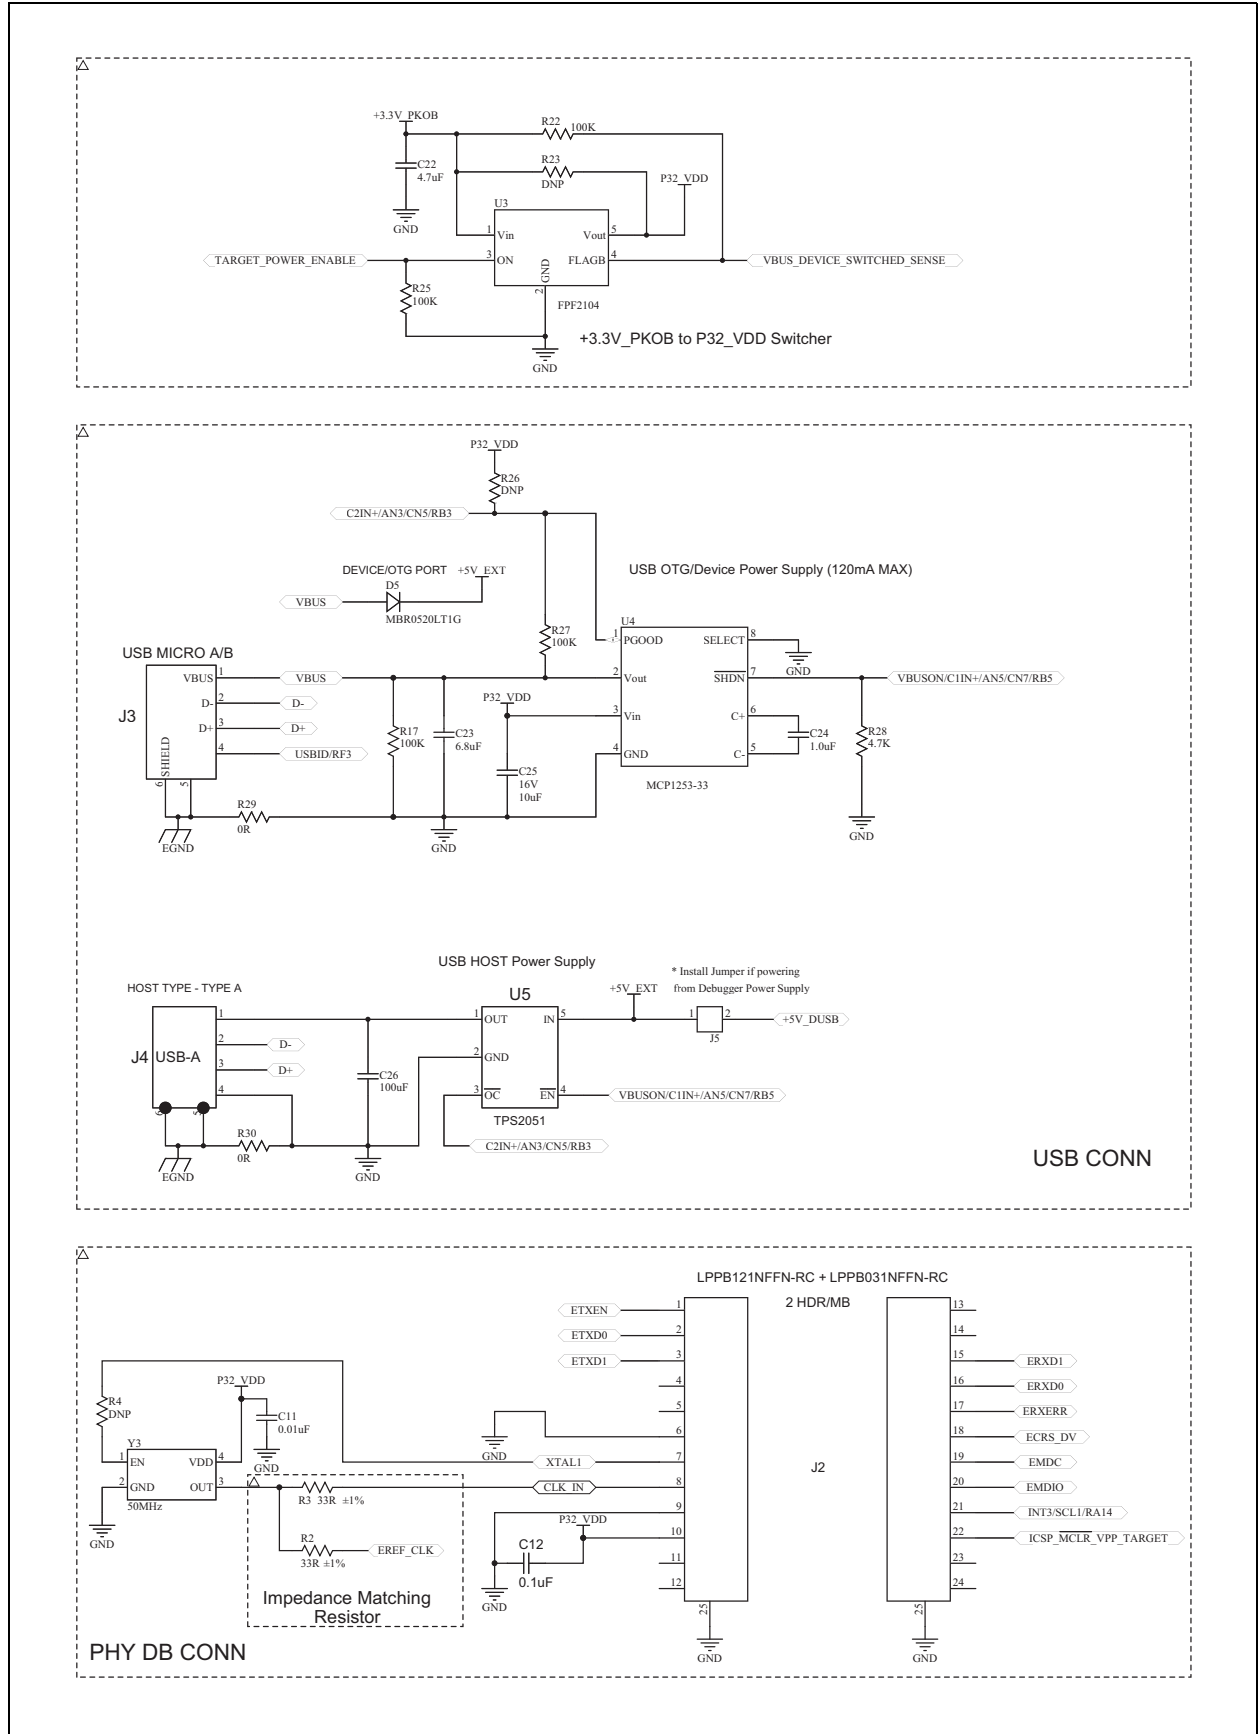 +3.3V_PKOB
R22
100K
R23
DNP
P32_VDD
C22
4.7uF
GND
U3
1
Vin
Vout
5
TARGET_POWER_ENABLE
3
ON
FLAGB
4
VBUS_DEVICE_SWITCHED_SENSE
GND
2
R25
100K
FPF2104
+3.3V_PKOB to P32_VDD Switcher
GND
P32_VDD
R26
DNP
C2IN+/AN3/CN5/RB3
DEVICE/OTG PORT
+5V_EXT
USB OTG/Device Power Supply (120mA MAX)
D5
VBUS
MBR0520LT1G
U4
R27
100K
1
PGOOD
SELECT
8
GND
USB MICRO A/B
VBUS
1
VBUS
2
Vout
SHDN
7
VBUSON/C1IN+/AN5/CN7/RB5
D-
2
D-
P32_VDD
J3
D+
3
D+
3
Vin
C+
6
R17
100K
C23
6.8uF
C24
1.0uF
R28
4.7K
4
USBID/RF3
4
GND
C-
5
SHIELD
6
5
C25
16V
10uF
MCP1253-33
R29
0R
EGND
GND
GND
USB HOST Power Supply
* Install Jumper if powering
from Debugger Power Supply
HOST TYPE - TYPE A
U5
+5V_EXT
1
1
OUT
IN
5
1
2
+5V_DUSB
J5
2
D-
J4
USB-A
3
D+
2
GND
C26
100uF
4
3
OC
EN
4
VBUSON/C1IN+/AN5/CN7/RB5
6
5
TPS2051
R30
0R
C2IN+/AN3/CN5/RB3
EGND
GND
USB CONN
LPPB121NFFN-RC + LPPB031NFFN-RC
2 HDR/MB
ETXEN
1
13
ETXD0
2
14
ETXD1
3
15
ERXD1
4
16
ERXD0
5
17
ERXERR
P32_VDD
R4
DNP
C11
0.01uF
GND
6
18
ECRS_DV
GND
Y3
1
EN
VDD
4
XTAL1
7
19
EMDC
J2
2
GND
OUT
3
50MHz
R3 33R ±1%
CLK_IN
8
20
EMDIO
9
21
INT3/SCL1/RA14
P32_VDD
GND
R2
33R ±1%
EREF_CLK
10
22
ICSP_MCLR_VPP_TARGET
C12
0.1uF
11
23
12
24
GND
Impedance Matching
Resistor
25
25
GND
GND
PHY DB CONN